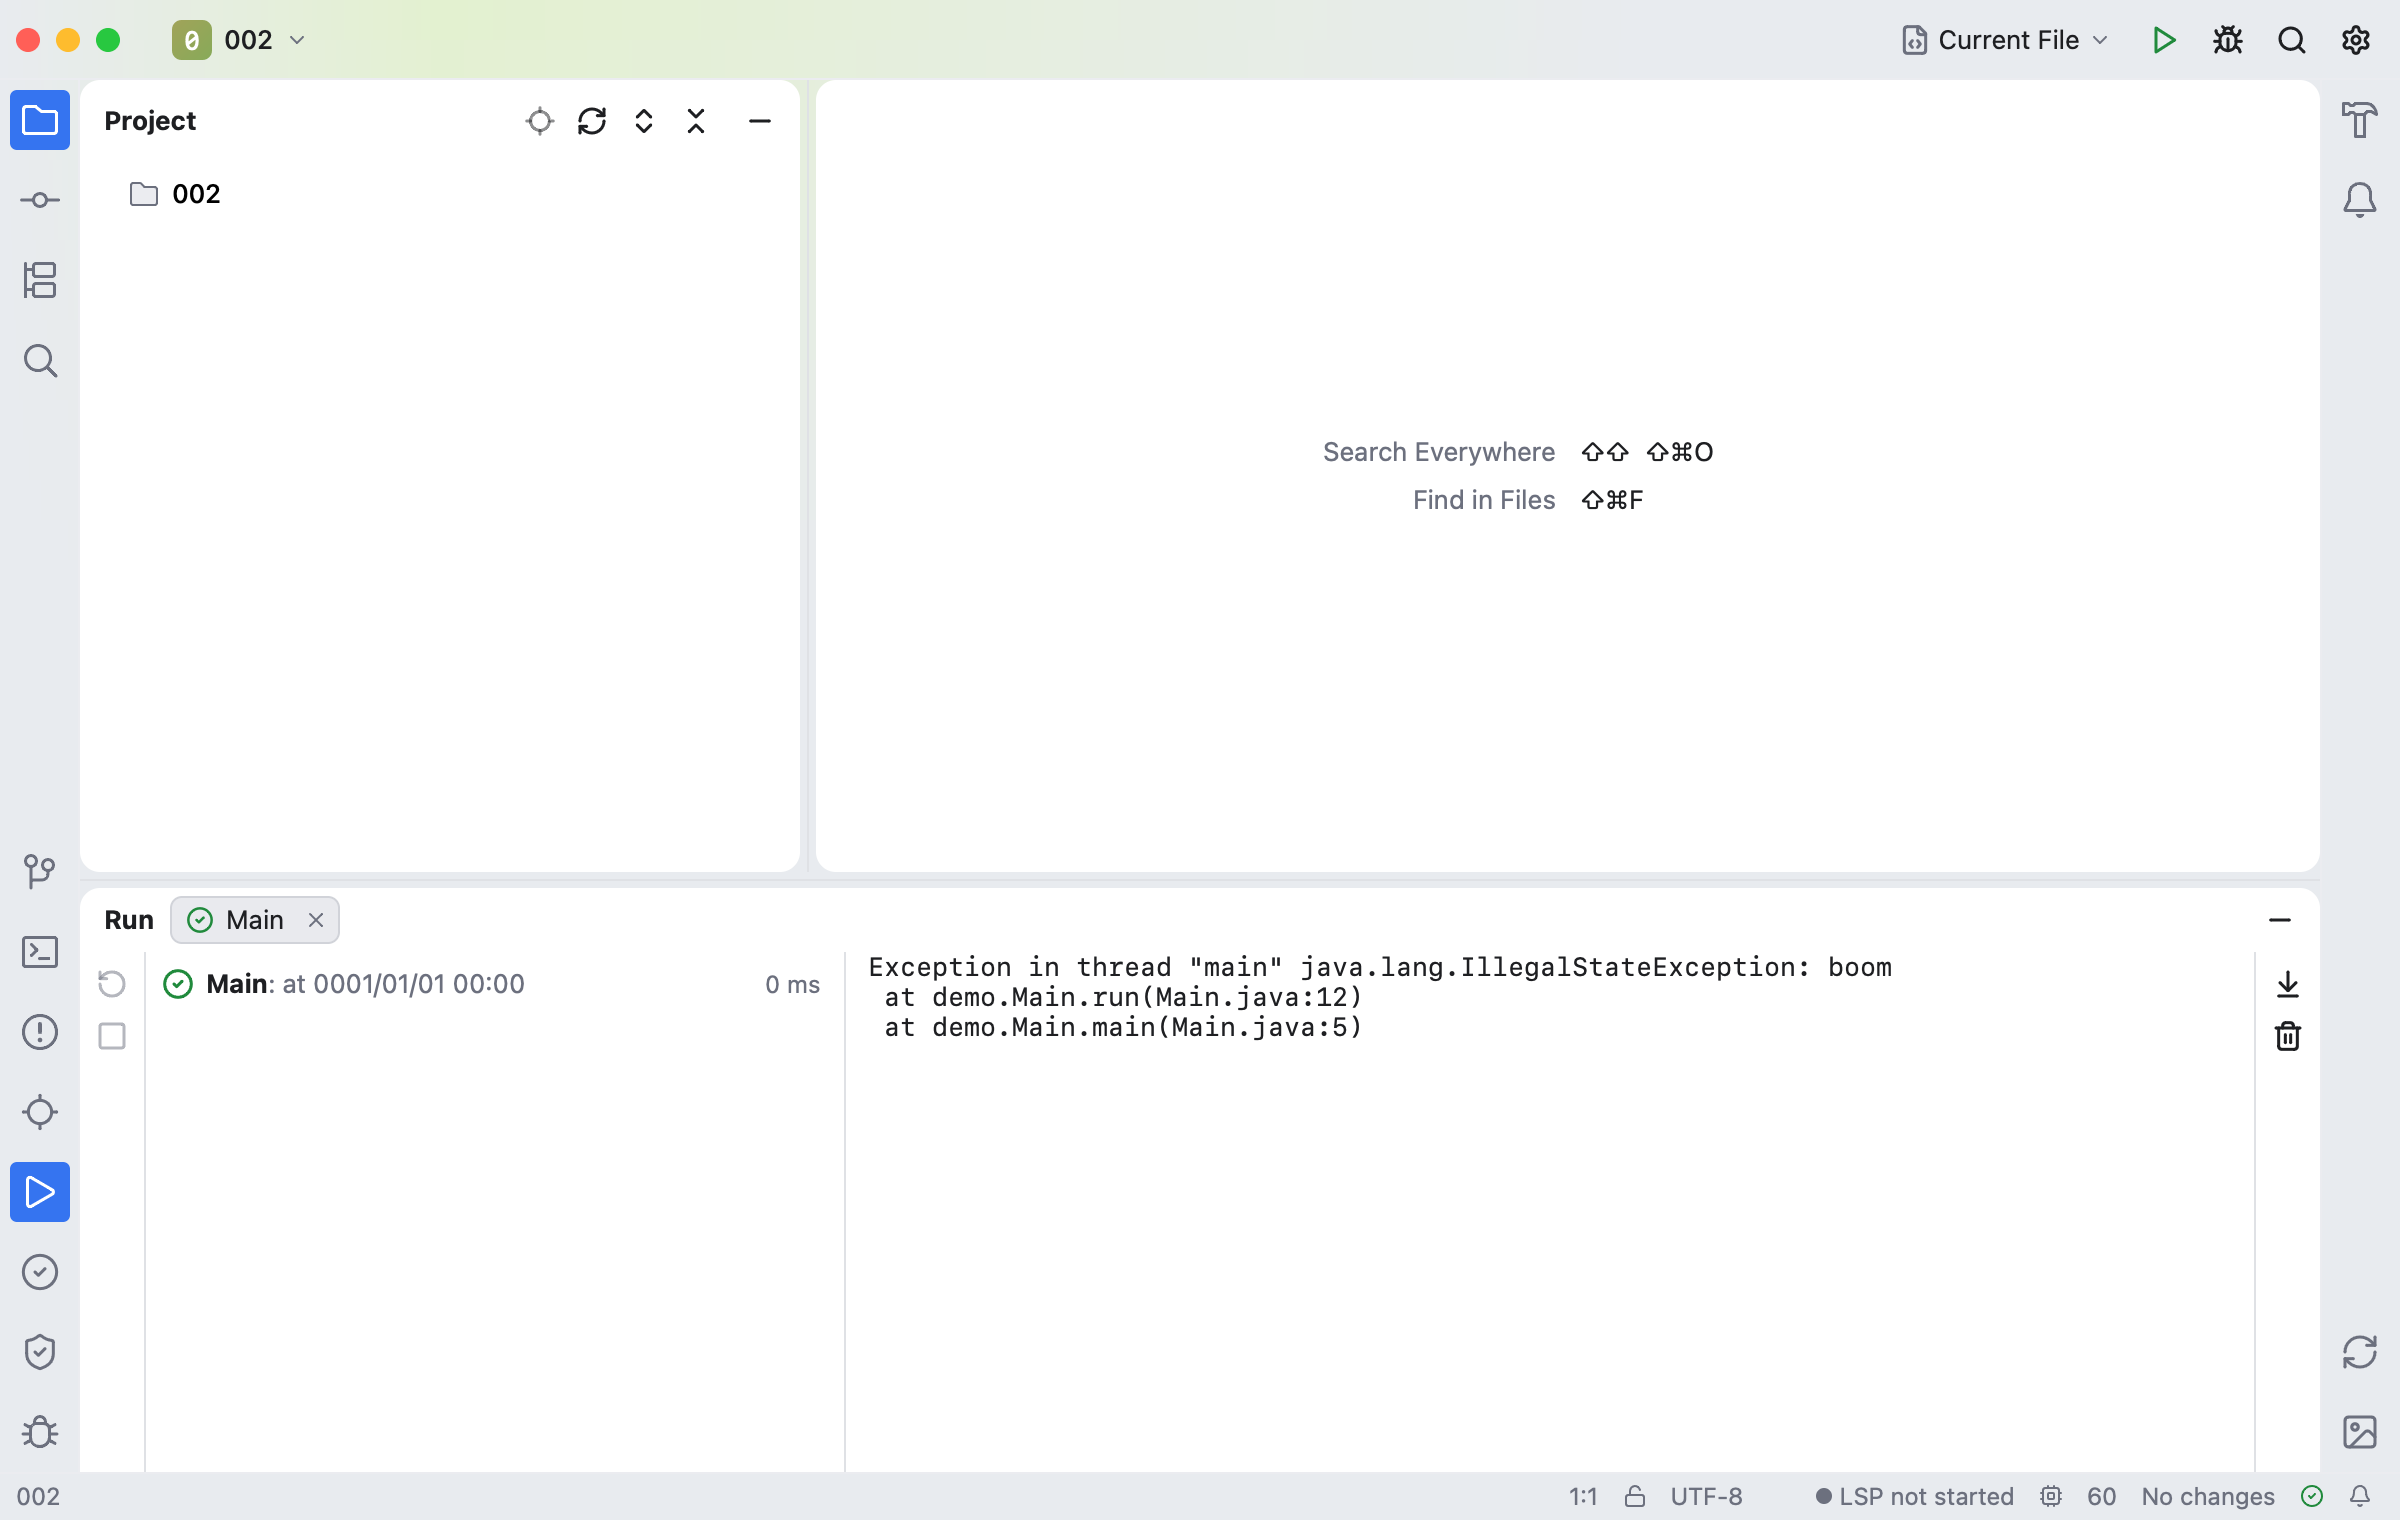 0 002
Current File
Project
002
Search Everywhere ⇧⇧ ⇧⌘O
Find in Files ⇧⌘F
Run Main
Main: at 0001/01/01 00:00 0 ms
Exception in thread "main" java.lang.IllegalStateException: boom
at demo.Main.run(Main.java:12)
at demo.Main.main(Main.java:5)
002
1:1 UTF-8 LSP not started 60 No changes